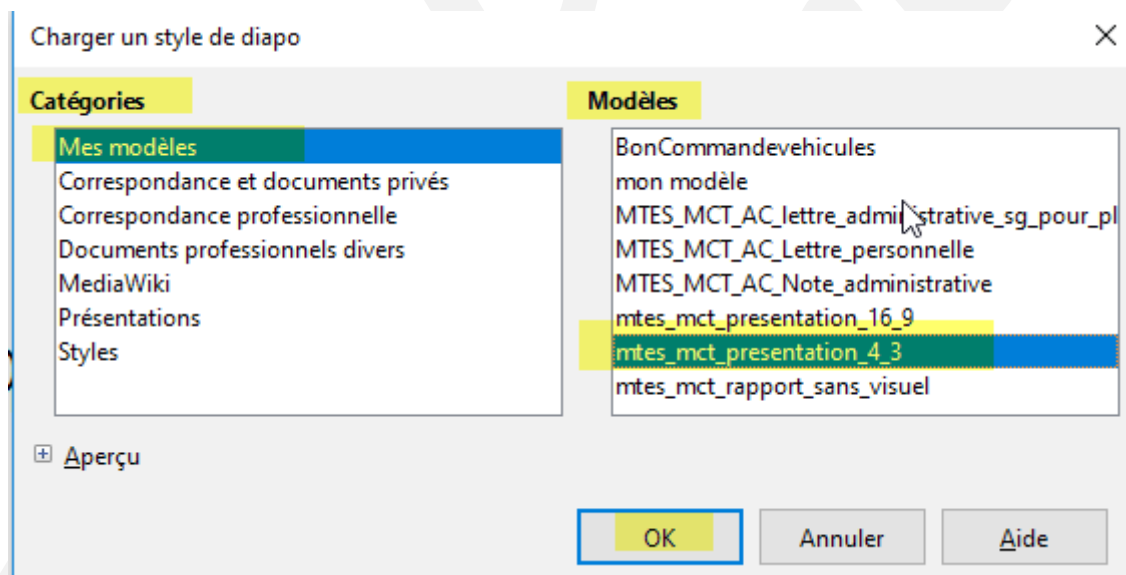 Charger un style de diapo
Catégories
Mes modèles
Correspondance et documents privés
Correspondance professionnelle
Documents professionnels divers
MediaWiki
Présentations
Styles
Modèles
BonCommandevehicules
mon modèle
MTES_MCT_AC_lettre_administrative_sg_pour_pl
MTES_MCT_AC_Lettre_personnelle
MTES_MCT_AC_Note_administrative
mtes_mct_presentation_16_9
mtes_mct_presentation_4_3
mtes_mct_rapport_sans_visuel
Aperçu
OK Annuler Aide